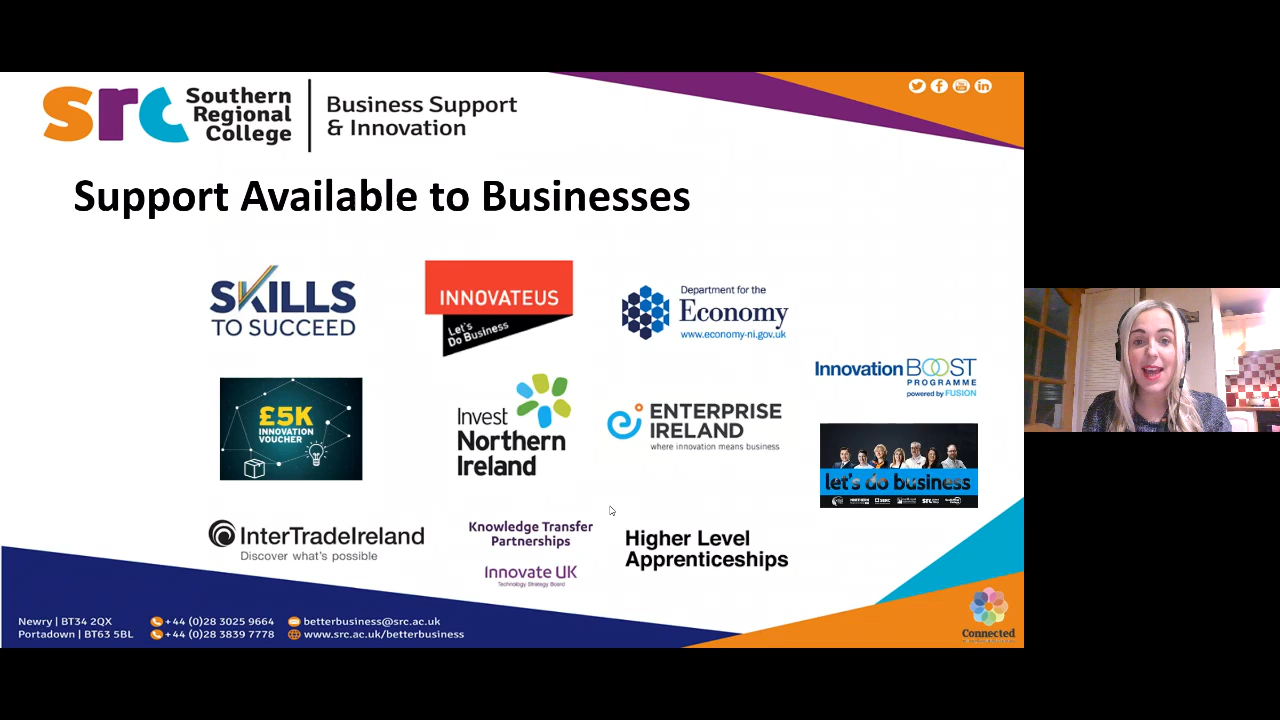 src Southern
Regional
College
Business Support
& Innovation
Support Available to Businesses
SKILLS
TO SUCCEED
INNOVATEUS
Let's
Do Business
Department for the
Economy
www.economy-ni.gov.uk
Innovation BOOST
PROGRAMME
powered by FUSION
£5K
INNOVATION
VOUCHER
Invest
Northern
Ireland
ENTERPRISE
IRELAND
where innovation means business
let's do business
InterTradeIreland
Discover what's possible
Knowledge Transfer
Partnerships
Innovate UK
Technology Strategy Board
Higher Level
Apprenticeships
Newry | BT34 2QX
+44 (0)28 3025 9664
betterbusiness@src.ac.uk
Portadown | BT63 5BL
+44 (0)28 3839 7778
www.src.ac.uk/betterbusiness
Connected